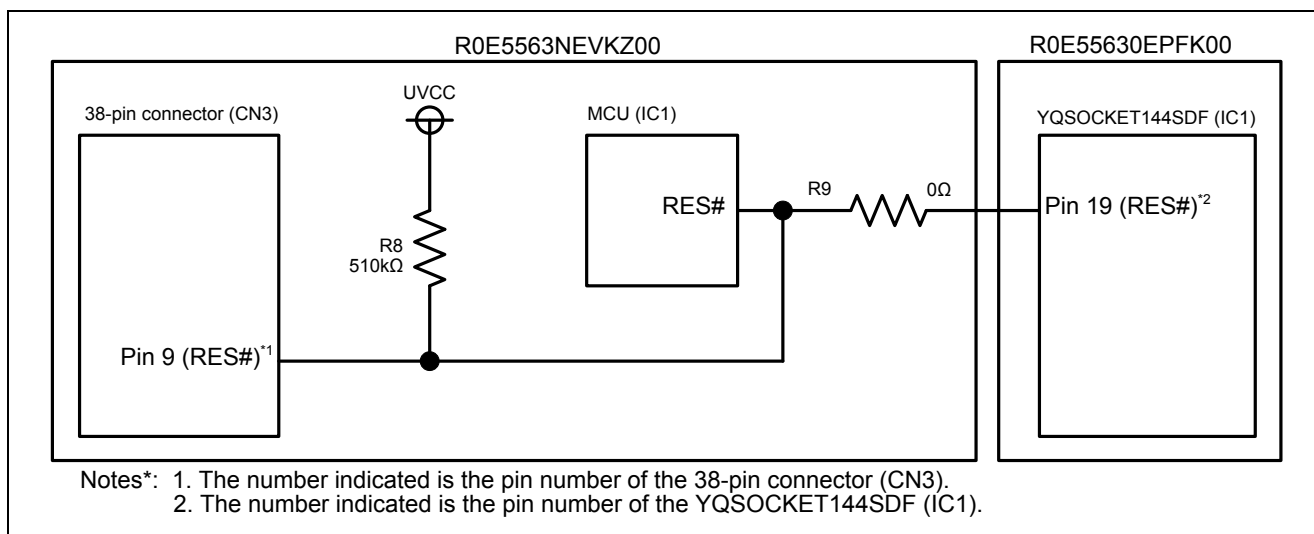 R0E5563NEVKZ00
R0E55630EPFK00
38-pin connector (CN3)
UVCC
MCU (IC1)
YQSOCKET144SDF (IC1)
RES#
R9
0Ω
Pin 19 (RES#)*2
R8
510kΩ
Pin 9 (RES#)*1
Notes*: 1. The number indicated is the pin number of the 38-pin connector (CN3).
2. The number indicated is the pin number of the YQSOCKET144SDF (IC1).